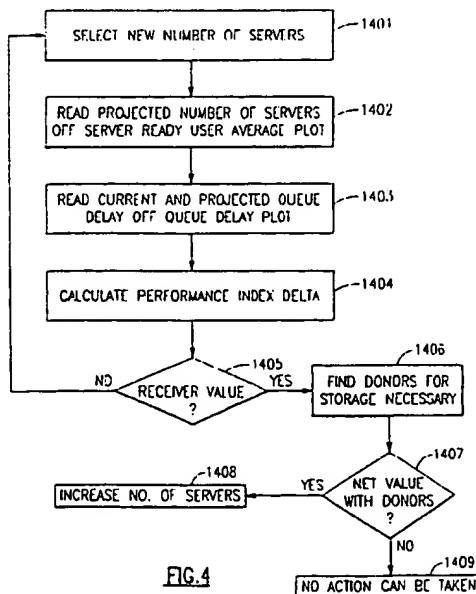 SELECT NEW NUMBER OF SERVERS
1401
READ PROJECTED NUMBER OF SERVERS
OFF SERVER READY USER AVERAGE PLOT
1402
READ CURRENT AND PROJECTED QUEUE
DELAY OFF QUEUE DELAY PLOT
1403
CALCULATE PERFORMANCE INDEX DELTA
1404
1405
NO
RECEIVER VALUE
?
YES
1406
FIND DONORS FOR
STORAGE NECESSARY
1407
NET VALUE
WITH DONORS
?
YES
1408
INCREASE NO. OF SERVERS
NO
1409
NO ACTION CAN BE TAKEN
FIG.4